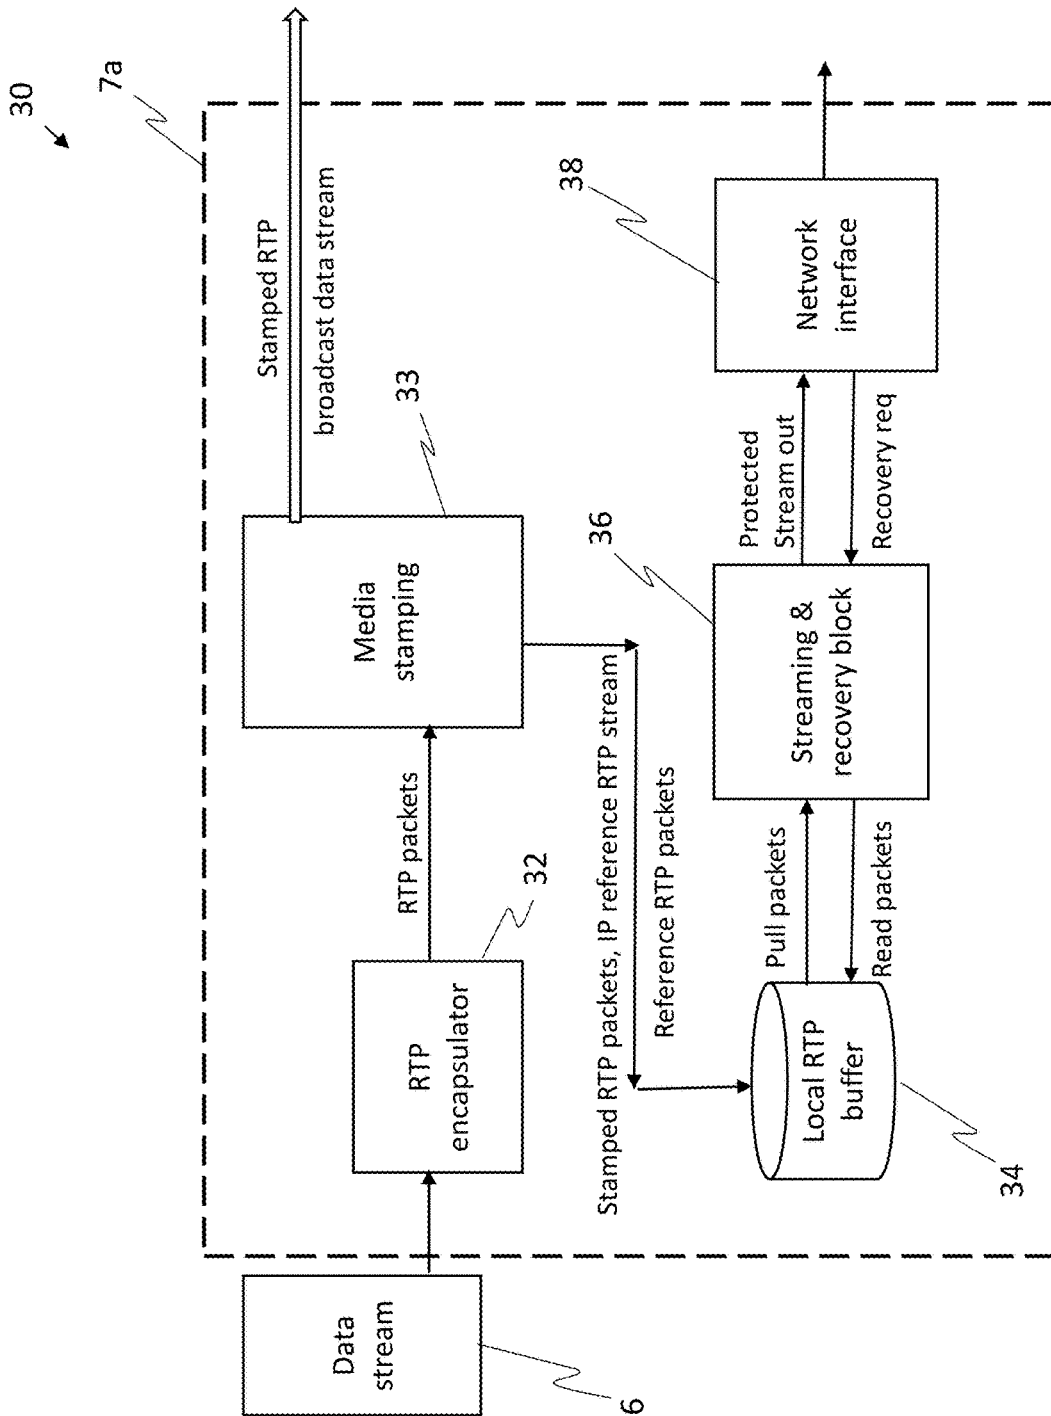 30
7a
Stamped RTP
broadcast data stream
Data
stream
6
RTP
encapsulator
32
RTP packets
Media
stamping
33
Stamped RTP packets, IP reference RTP stream
Reference RTP packets
Local RTP
buffer
34
Pull packets
Read packets
Streaming &
recovery block
36
Protected
Stream out
Recovery req
Network
interface
38